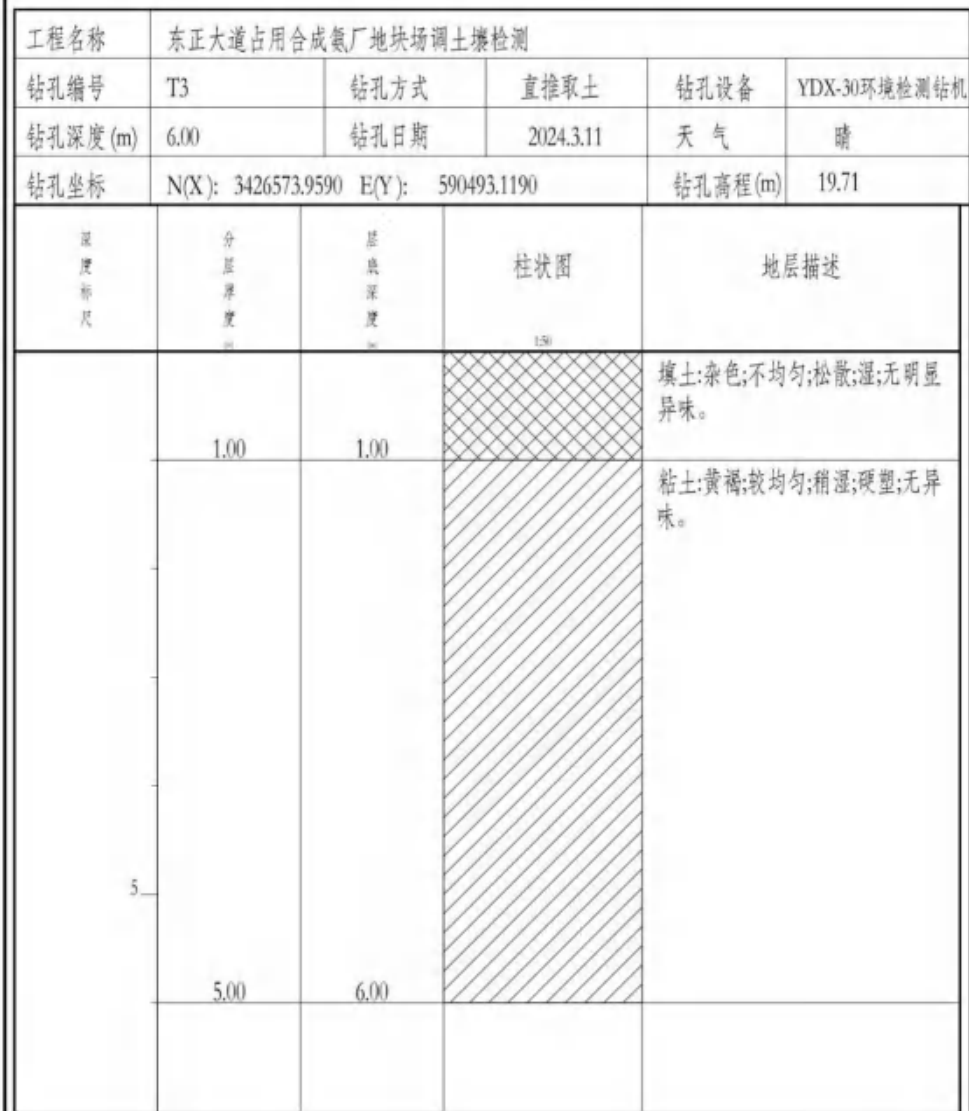 工程名称 东正大道占用合成氨厂地块场调土壤检测
钻孔编号 T3 钻孔方式 直推取土 钻孔设备 YDX-30环境检测钻机
钻孔深度(m) 6.00 钻孔日期 2024.3.11 天 气 晴
钻孔坐标 N(X): 3426573.9590 E(Y): 590493.1190 钻孔高程(m) 19.71
深度标尺 分层厚度 层底深度 柱状图 地层描述
1:50
填土:杂色;不均匀;松散;湿;无明显
异味。
1.00 1.00
粘土:黄褐;较均匀;稍湿;硬塑;无异
味。
5
5.00 6.00